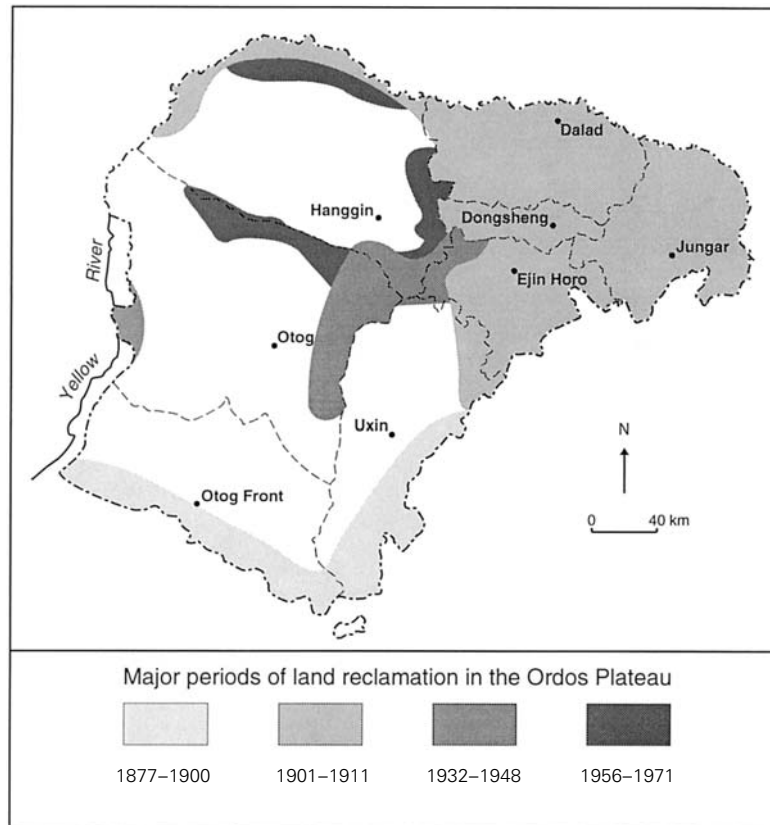 Dalad
Hanggin
Dongsheng
Jungar
Ejin Horo
River
Otog
Yellow
Uxin
N
Otog Front
0 40 km
Major periods of land reclamation in the Ordos Plateau
1877–1900 1901–1911 1932–1948 1956–1971